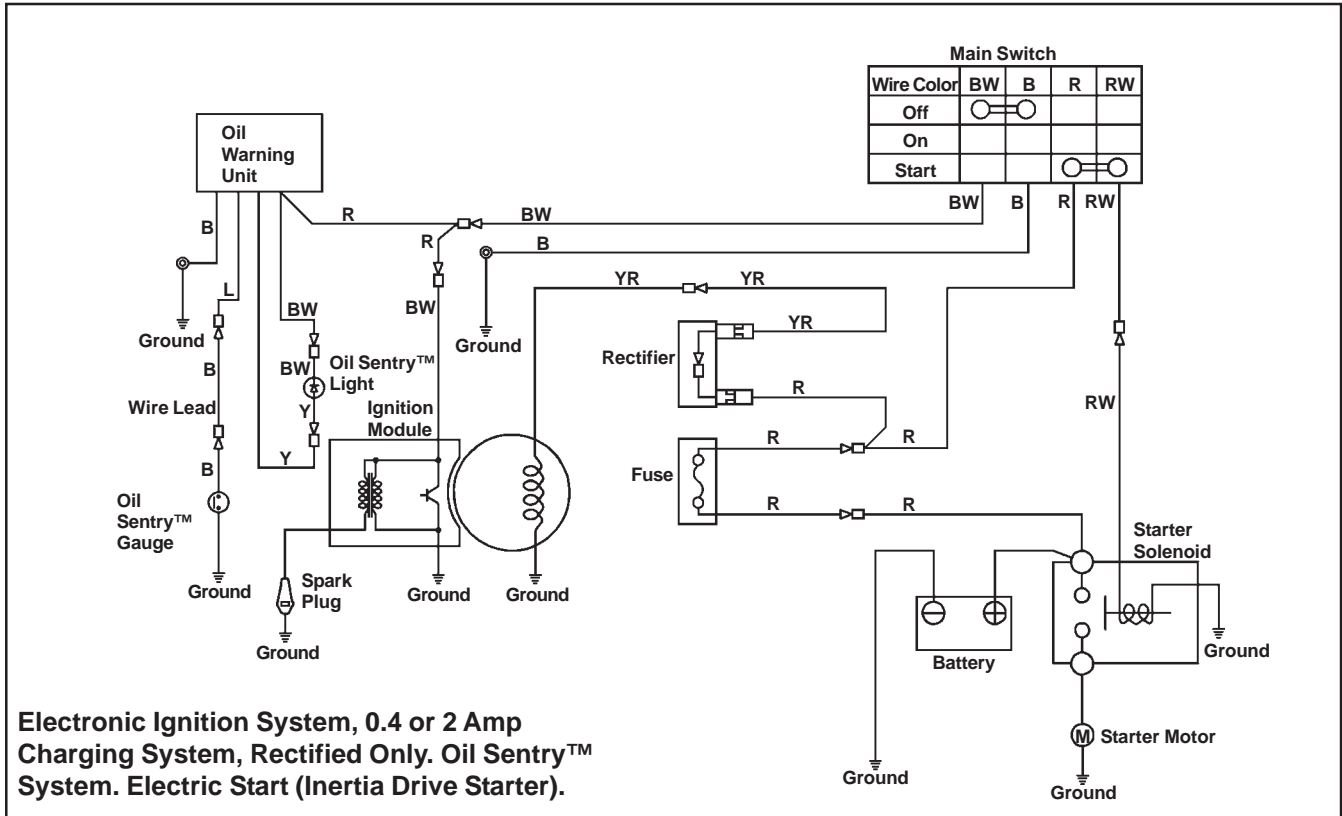 Main Switch
Wire Color BW B R RW
Off
On
Start
BW B R RW
Oil
Warning
Unit
B
R
BW
R
B
L
BW
BW
YR
YR
YR
Ground
Ground
Rectifier
B
BW
Oil Sentry™
Light
R
Wire Lead
Y
Ignition
Module
RW
R
R
B
Y
Fuse
Oil
Sentry™
Gauge
R
R
Starter
Solenoid
Ground
Spark
Plug
Ground
Ground
Ground
Battery
Ground
Electronic Ignition System, 0.4 or 2 Amp
Charging System, Rectified Only. Oil Sentry™
System. Electric Start (Inertia Drive Starter).
M Starter Motor
Ground
Ground